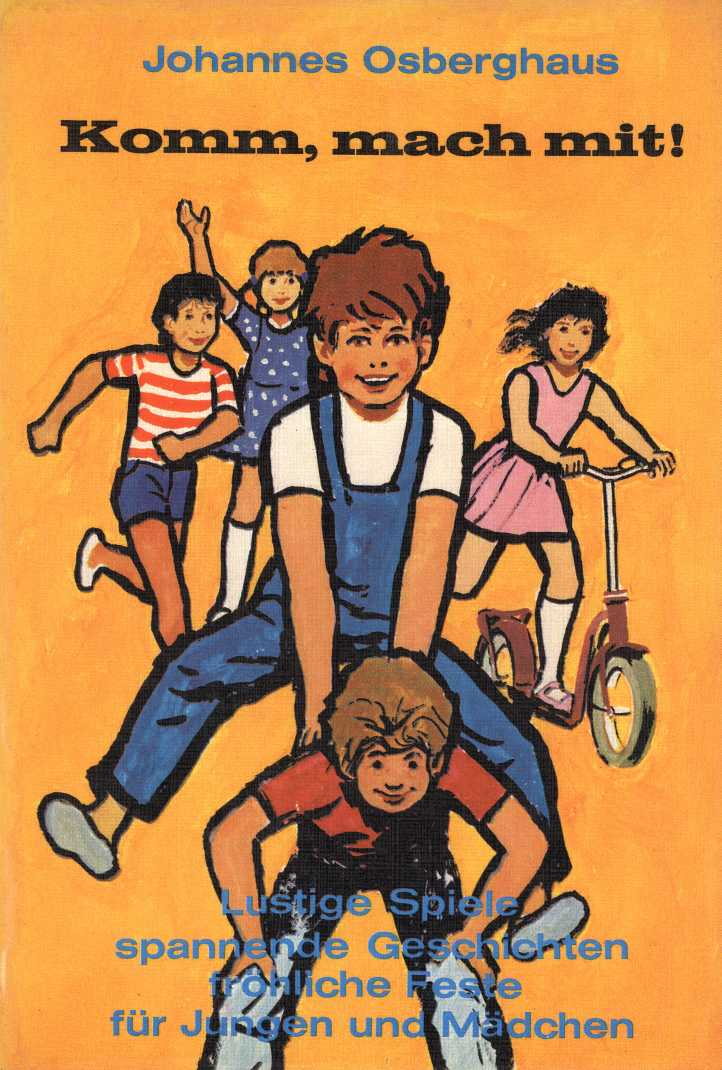 Johannes Osberghaus
Komm, mach mit!
Lustige Spiele
spannende Geschichten
fröhliche Feste
für Jungen und Mädchen